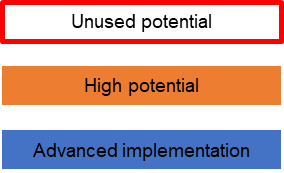 Unused potential
High potential
Advanced implementation